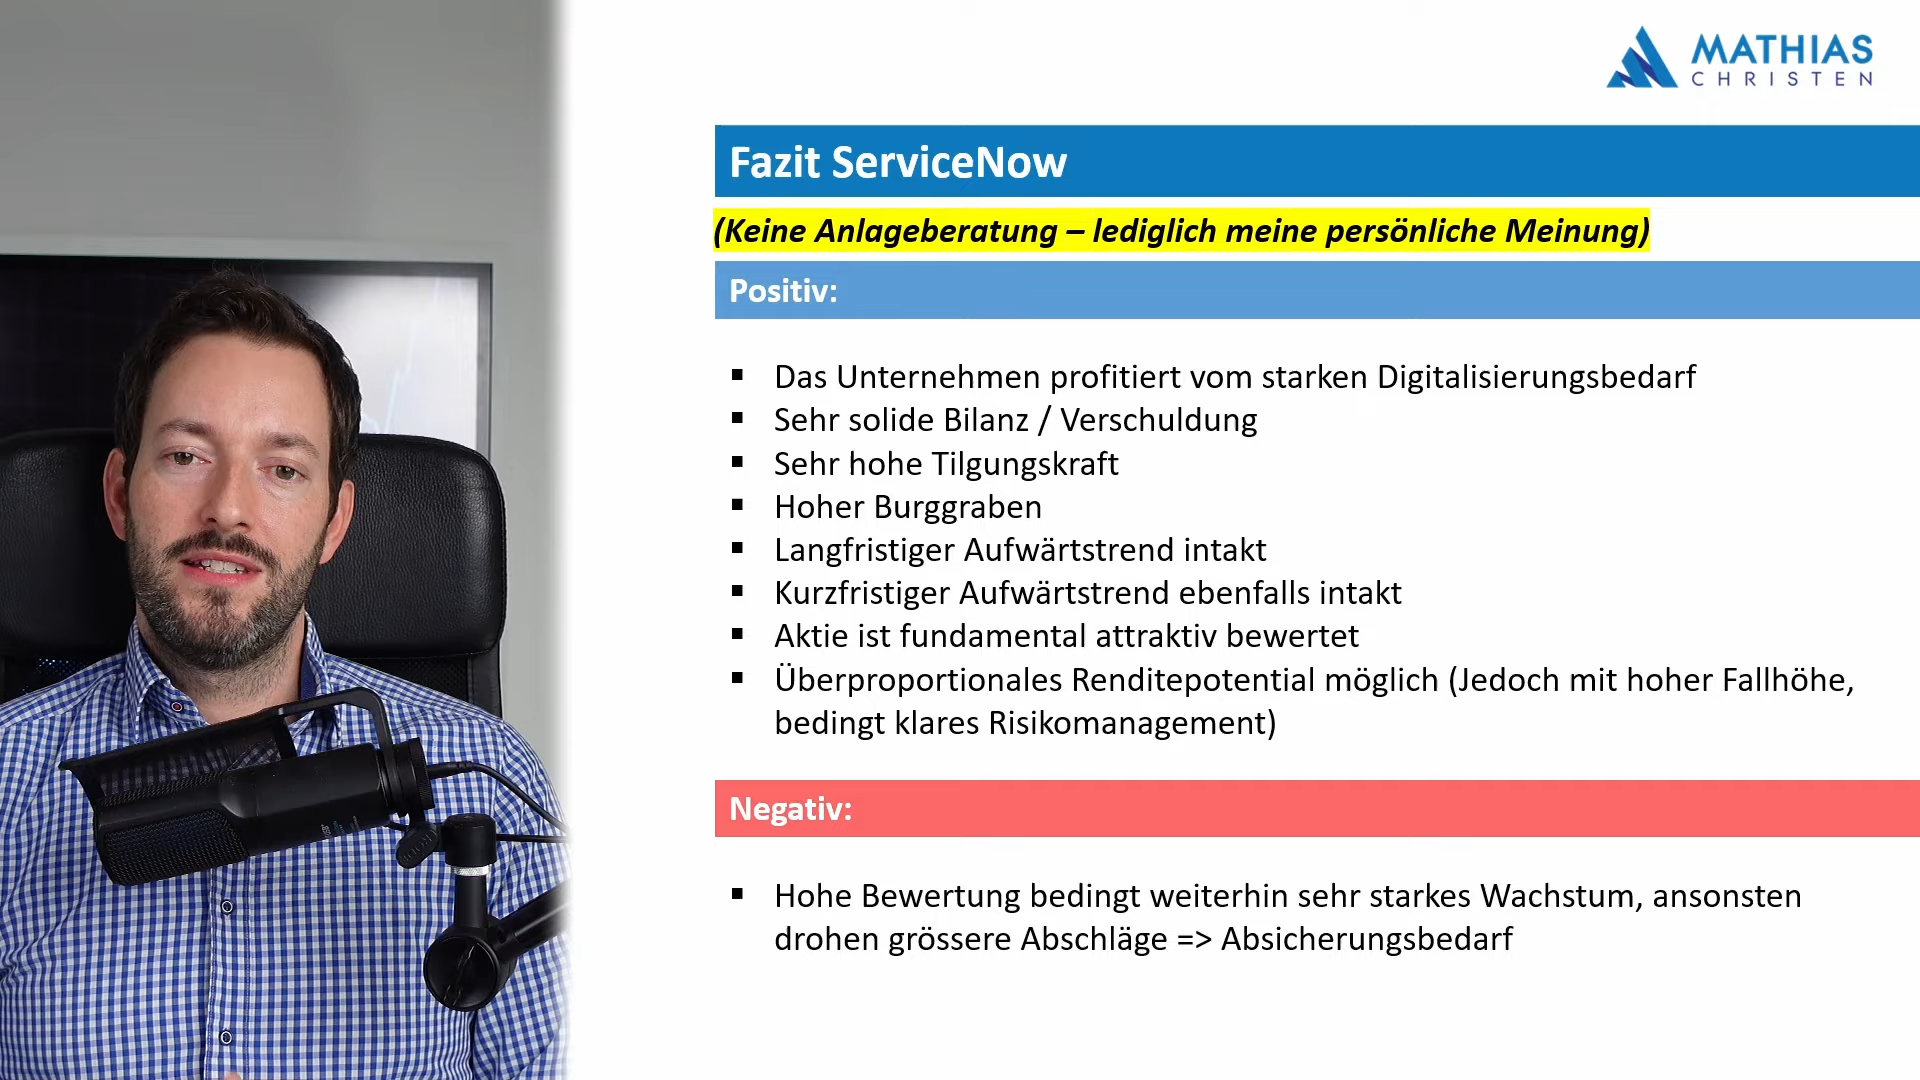 MATHIAS
CHRISTEN
Fazit ServiceNow
(Keine Anlageberatung – lediglich meine persönliche Meinung)
Positiv:
▪ Das Unternehmen profitiert vom starken Digitalisierungsbedarf
▪ Sehr solide Bilanz / Verschuldung
▪ Sehr hohe Tilgungskraft
▪ Hoher Burggraben
▪ Langfristiger Aufwärtstrend intakt
▪ Kurzfristiger Aufwärtstrend ebenfalls intakt
▪ Aktie ist fundamental attraktiv bewertet
▪ Überproportionales Renditepotential möglich (Jedoch mit hoher Fallhöhe,
bedingt klares Risikomanagement)
Negativ:
▪ Hohe Bewertung bedingt weiterhin sehr starkes Wachstum, ansonsten
drohen grössere Abschläge => Absicherungsbedarf